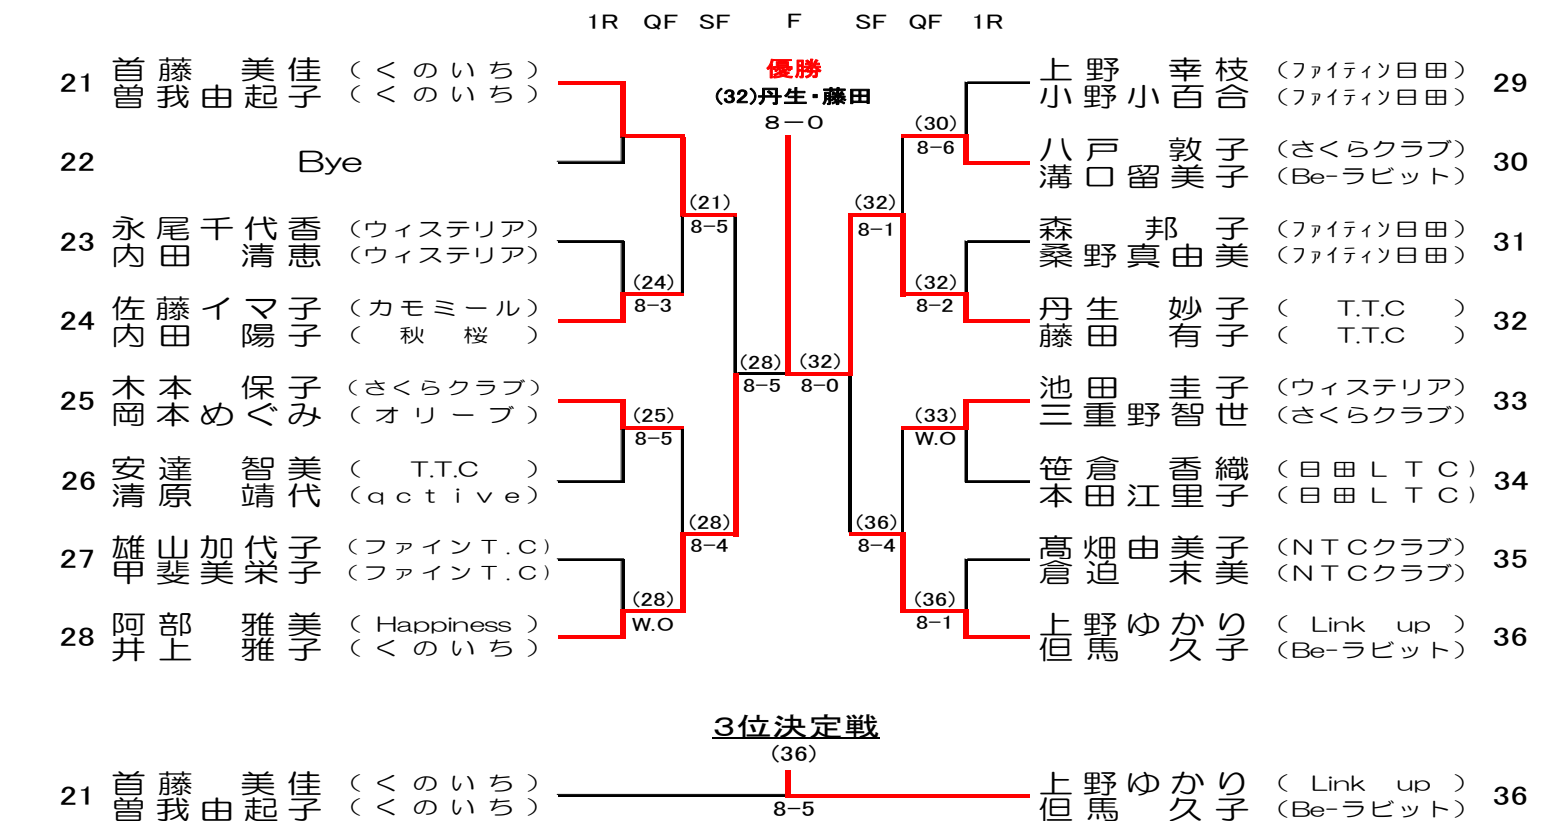 1R QF SF F SF QF 1R
優勝
(32)丹生・藤田
8－0
21 首藤 美佳 (くのいち)
曽我由起子 (くのいち)
22 Bye
23 永尾千代香 (ウィステリア)
内田 清恵 (ウィステリア)
24 佐藤イマ子 (カモミール)
内田 陽子 (秋桜)
25 木本 保子 (さくらクラブ)
岡本めぐみ (オリーブ)
26 安達 智美 (T.T.C)
清原 靖代 (qctive)
27 雄山加代子 (ファインT.C)
甲斐美栄子 (ファインT.C)
28 阿部 雅美 (Happiness)
井上 雅子 (くのいち)
(24)
8-3
(25)
8-5
(28)
W.O
(21)
8-5
(28)
8-4
(28)
8-5
(32)
8-0
(32)
8-1
(36)
8-4
(30)
8-6
(32)
8-2
(33)
W.O
(36)
8-1
上野 幸枝 (ファイティン日田) 29
小野小百合 (ファイティン日田)
八戸 敦子 (さくらクラブ) 30
溝口留美子 (Be-ラビット)
森 邦子 (ファイティン日田) 31
桑野真由美 (ファイティン日田)
丹生 妙子 (T.T.C) 32
藤田 有子 (T.T.C)
池田 圭子 (ウィステリア) 33
三重野智世 (さくらクラブ)
笹倉 香織 (日田LTC) 34
本田江里子 (日田LTC)
髙畑由美子 (NTCクラブ) 35
倉迫 末美 (NTCクラブ)
上野ゆかり (Link up) 36
但馬 久子 (Be-ラビット)
3位決定戦
(36)
8-5
21 首藤 美佳 (くのいち)
曽我由起子 (くのいち)
上野ゆかり (Link up) 36
但馬 久子 (Be-ラビット)